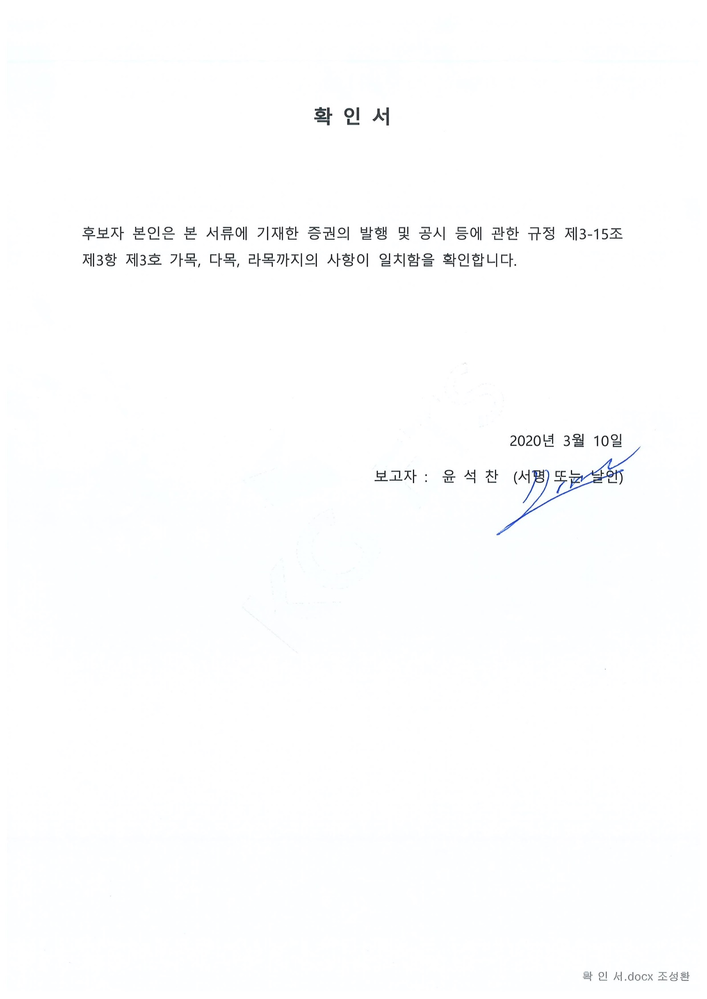 확 인 서
후보자 본인은 본 서류에 기재한 증권의 발행 및 공시 등에 관한 규정 제3-15조
제3항 제3호 가목, 다목, 라목까지의 사항이 일치함을 확인합니다.
2020년 3월 10일
보고자 : 윤 석 찬 (서명 또는 날인)
확 인 서.docx 조성환